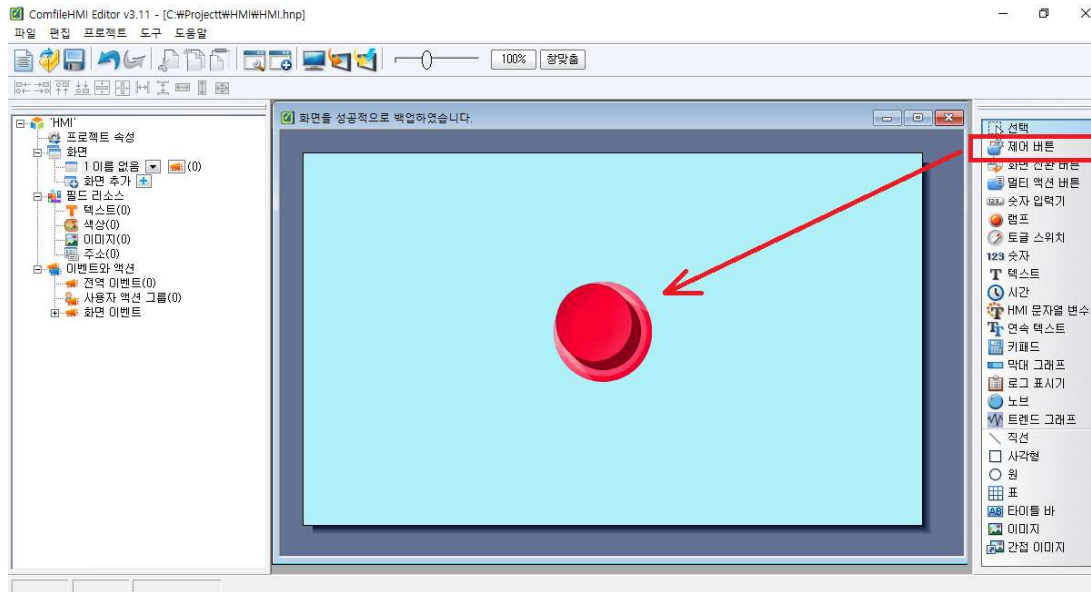 ComfileHMI Editor v3.11 - [C:₩Projectt₩HMI₩HMI.hnp]
파일 편집 프로젝트 도구 도움말
100% 창맞춤
'HMI'
프로젝트 속성
화면
1 이름 없음 (0)
화면 추가
필드 리소스
텍스트(0)
색상(0)
이미지(0)
주소(0)
이벤트와 액션
전역 이벤트(0)
사용자 액션 그룹(0)
화면 이벤트
화면을 성공적으로 백업하였습니다.
선택
제어 버튼
화면 전환 버튼
멀티 액션 버튼
숫자 입력기
램프
토글 스위치
123 숫자
T 텍스트
시간
HMI 문자열 변수
연속 텍스트
키패드
막대 그래프
로그 표시기
노브
트렌드 그래프
직선
사각형
원
표
AB 타이틀 바
이미지
간접 이미지